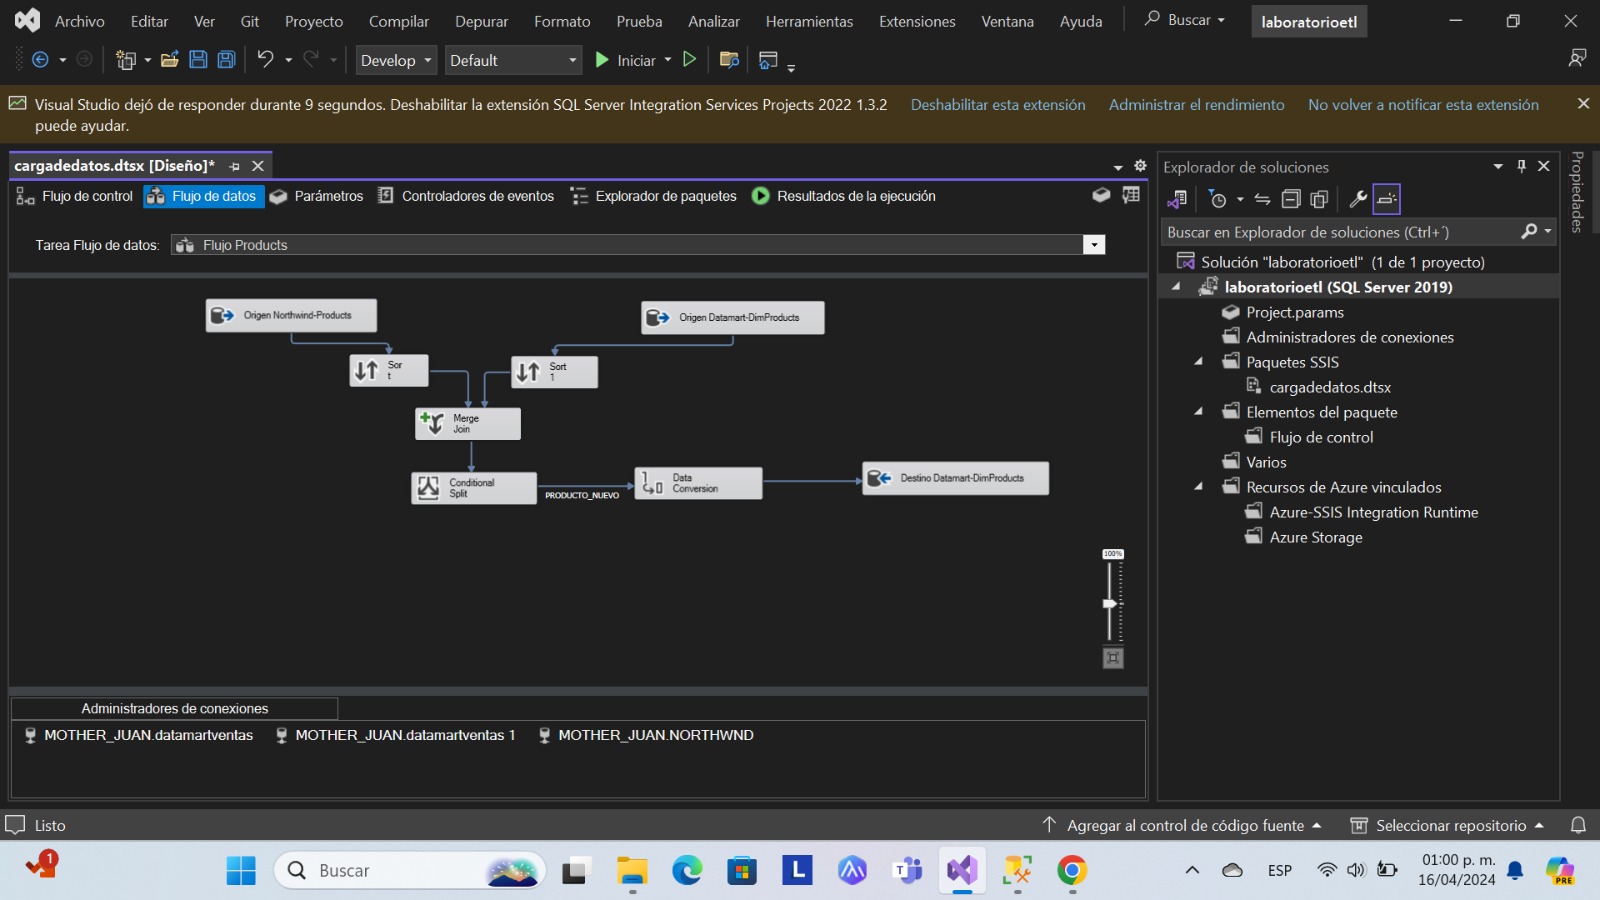 Archivo Editar Ver Git Proyecto Compilar Depurar Formato Prueba Analizar Herramientas Extensiones Ventana Ayuda Buscar laboratorioetl
Develop Default Iniciar
Visual Studio dejó de responder durante 9 segundos. Deshabilitar la extensión SQL Server Integration Services Projects 2022 1.3.2 Deshabilitar esta extensión Administrar el rendimiento No volver a notificar esta extensión
puede ayudar.
cargadedatos.dtsx [Diseño]*
Flujo de control Flujo de datos Parámetros Controladores de eventos Explorador de paquetes Resultados de la ejecución
Tarea Flujo de datos: Flujo Products
Origen Northwind-Products
Origen Datamart-DimProducts
Sor
t
Sort
1
Merge
Join
Conditional
Split
PRODUCTO_NUEVO
Data
Conversion
Destino Datamart-DimProducts
100%
Administradores de conexiones
MOTHER_JUAN.datamartventas MOTHER_JUAN.datamartventas 1 MOTHER_JUAN.NORTHWND
Explorador de soluciones
Buscar en Explorador de soluciones (Ctrl+´)
Solución "laboratorioetl" (1 de 1 proyecto)
laboratorioetl (SQL Server 2019)
Project.params
Administradores de conexiones
Paquetes SSIS
cargadedatos.dtsx
Elementos del paquete
Flujo de control
Varios
Recursos de Azure vinculados
Azure-SSIS Integration Runtime
Azure Storage
Propiedades
Listo Agregar al control de código fuente Seleccionar repositorio
1
Buscar
L
T
ESP
01:00 p. m.
16/04/2024
PRE